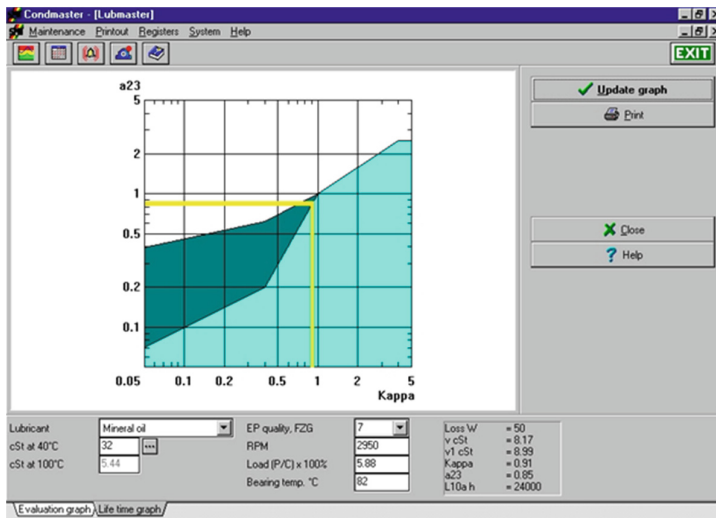 Condmaster - [Lubmaster]
Maintenance Printout Registers System Help
EXIT
a23
5
2
1
0.5
0.2
0.1
0.05 0.1 0.2 0.5 1 2 5
Kappa
Update graph
Print
Close
Help
Lubricant Mineral oil
cSt at 40°C 32 ...
cSt at 100°C 5.44
EP quality, FZG 7
RPM 2950
Load (P/C) x 100% 5.88
Bearing temp. °C 82
Loss W = 50
v cSt = 8.17
v1 cSt = 8.99
Kappa = 0.91
a23 = 0.85
L10a h = 24000
Evaluation graph Life time graph